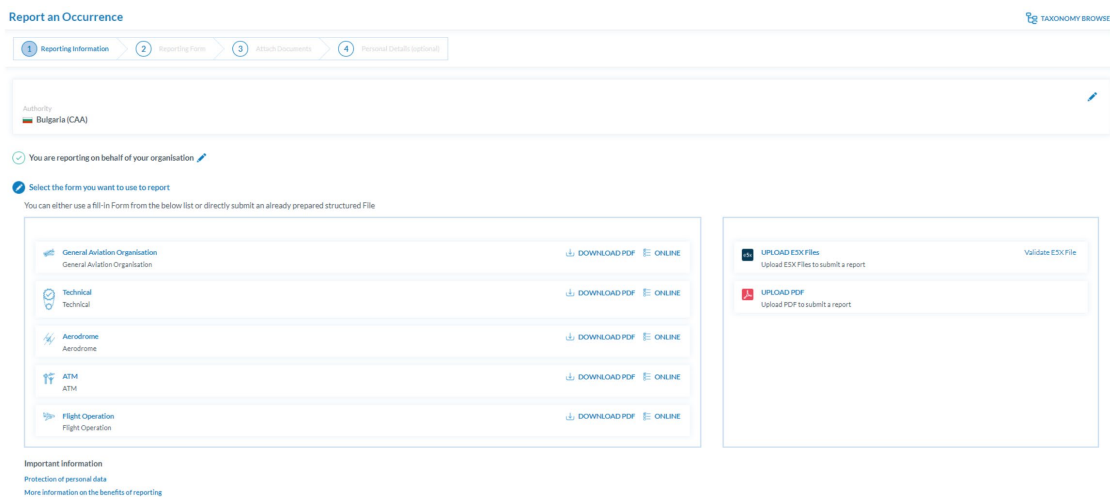 Report an Occurrence
TAXONOMY BROWSE
1 Reporting Information
2 Reporting Form
3 Attach Documents
4 Personal Details (optional)
Authority
Bulgaria (CAA)
You are reporting on behalf of your organisation
Select the form you want to use to report
You can either use a fill-in Form from the below list or directly submit an already prepared structured File
General Aviation Organisation DOWNLOAD PDF ONLINE
General Aviation Organisation
Technical DOWNLOAD PDF ONLINE
Technical
Aerodrome DOWNLOAD PDF ONLINE
Aerodrome
ATM DOWNLOAD PDF ONLINE
ATM
Flight Operation DOWNLOAD PDF ONLINE
Flight Operation
e5x UPLOAD E5X Files Validate E5X File
Upload E5X Files to submit a report
UPLOAD PDF
Upload PDF to submit a report
Important information
Protection of personal data
More information on the benefits of reporting